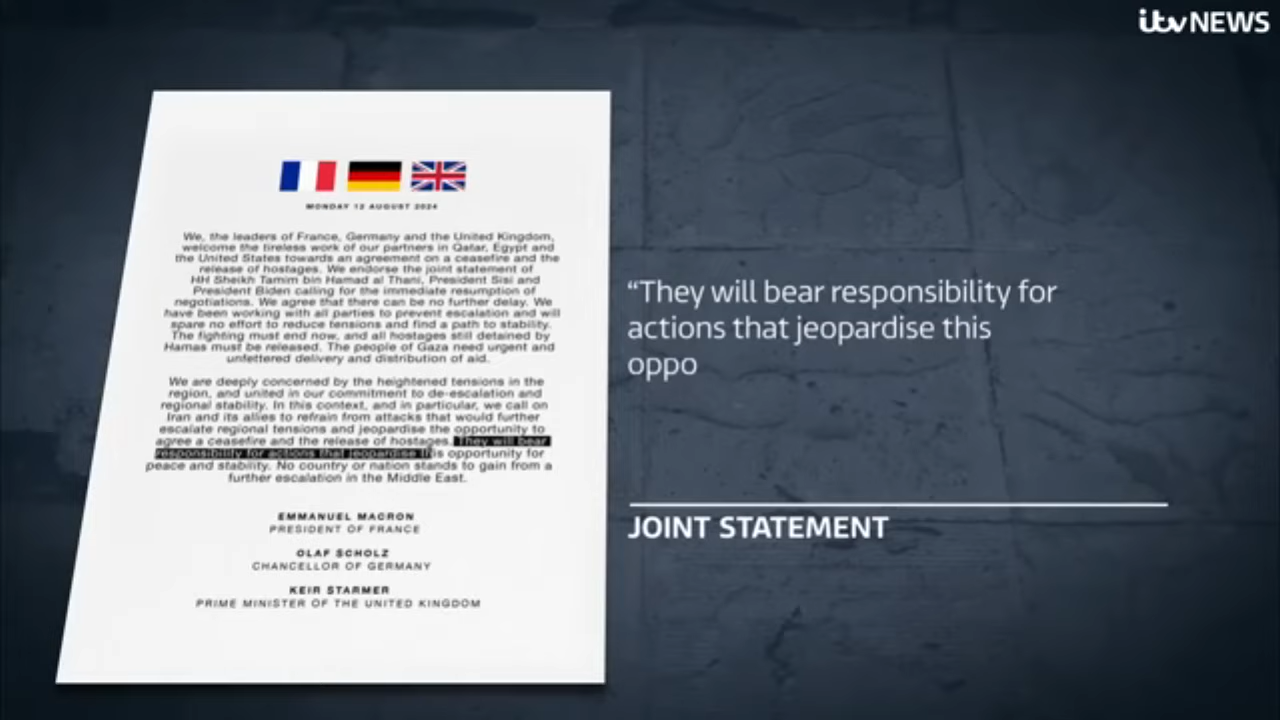 itv NEWS
MONDAY 12 AUGUST 2024
We, the leaders of France, Germany and the United Kingdom,
welcome the tireless work of our partners in Qatar, Egypt and
the United States towards an agreement on a ceasefire and the
release of hostages. We endorse the joint statement of
HH Sheikh Tamim bin Hamad al Thani, President Sisi and
President Biden calling for the immediate resumption of
negotiations. We agree that there can be no further delay. We
have been working with all parties to prevent escalation and will
spare no effort to reduce tensions and find a path to stability.
The fighting must end now, and all hostages still detained by
Hamas must be released. The people of Gaza need urgent and
unfettered delivery and distribution of aid.
We are deeply concerned by the heightened tensions in the
region, and united in our commitment to de-escalation and
regional stability. In this context, and in particular, we call on
Iran and its allies to refrain from attacks that would further
escalate regional tensions and jeopardise the opportunity to
agree a ceasefire and the release of hostages. They will bear
responsibility for actions that jeopardise this opportunity for
peace and stability. No country or nation stands to gain from a
further escalation in the Middle East.
EMMANUEL MACRON
PRESIDENT OF FRANCE
OLAF SCHOLZ
CHANCELLOR OF GERMANY
KEIR STARMER
PRIME MINISTER OF THE UNITED KINGDOM
“They will bear responsibility for
actions that jeopardise this
oppo
JOINT STATEMENT